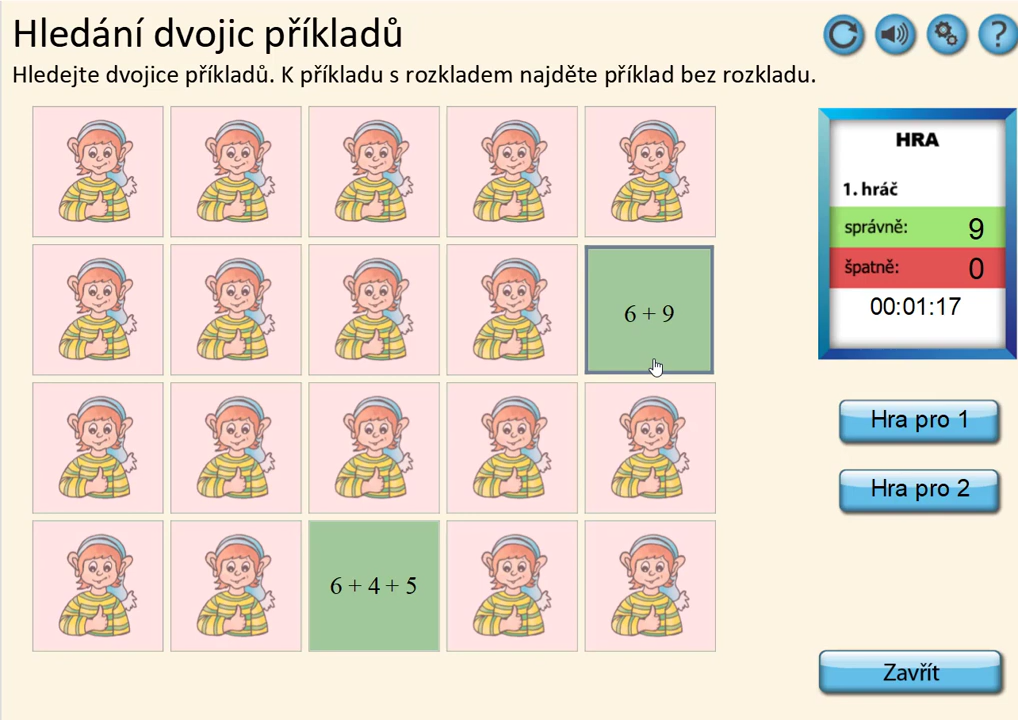 Hledání dvojic příkladů
Hledejte dvojice příkladů. K příkladu s rozkladem najděte příklad bez rozkladu.
?
HRA
1. hráč
správně: 9
špatně: 0
00:01:17
6 + 9
Hra pro 1
Hra pro 2
6 + 4 + 5
Zavřít